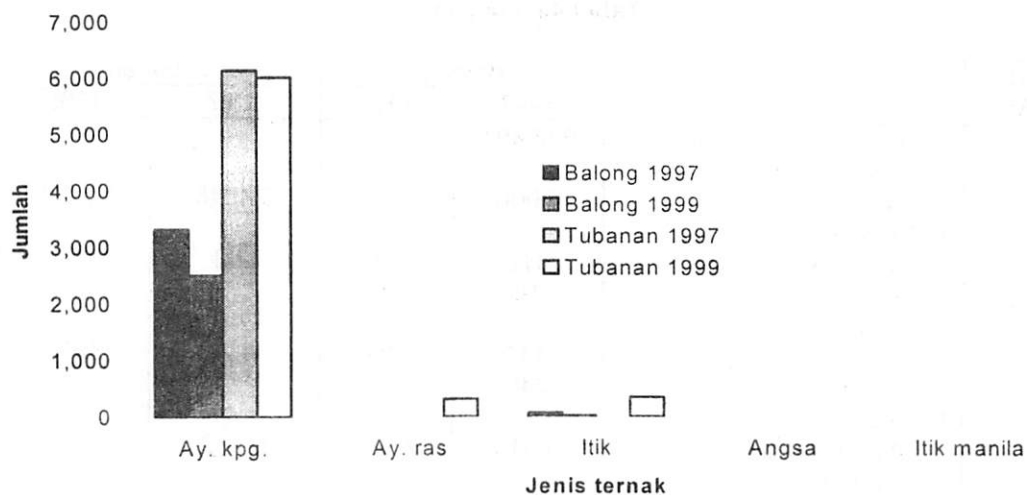 7,000
6,000
5,000
4,000
3,000
2,000
1,000
0
Jumlah
Balong 1997
Balong 1999
Tubanan 1997
Tubanan 1999
Ay. kpg.
Ay. ras
Itik
Angsa
Itik manila
Jenis ternak